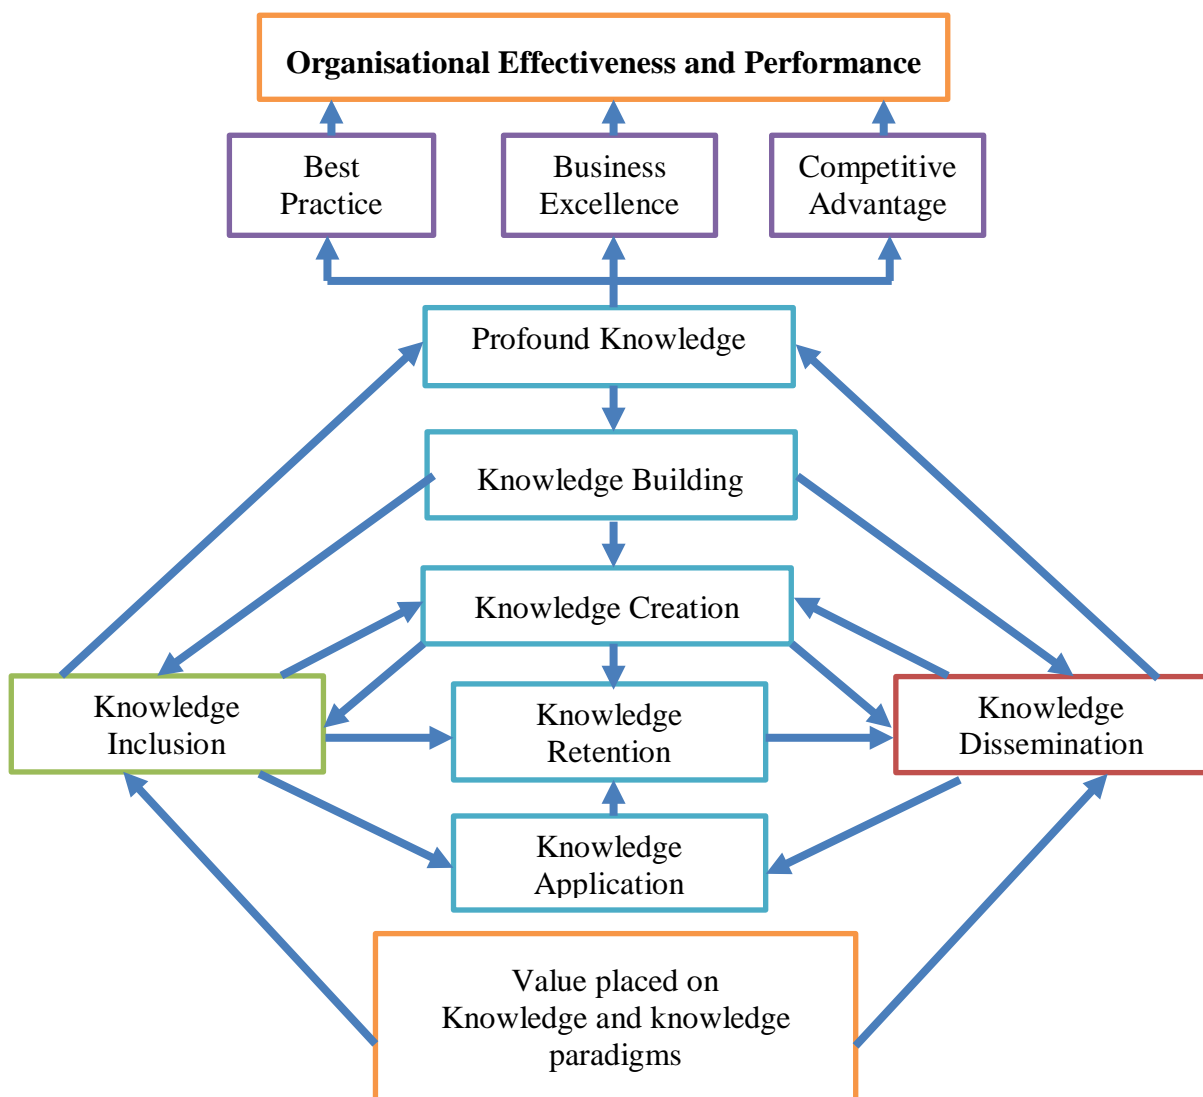 Organisational Effectiveness and Performance
Best
Practice
Business
Excellence
Competitive
Advantage
Profound Knowledge
Knowledge Building
Knowledge Creation
Knowledge
Inclusion
Knowledge
Retention
Knowledge
Dissemination
Knowledge
Application
Value placed on
Knowledge and knowledge
paradigms